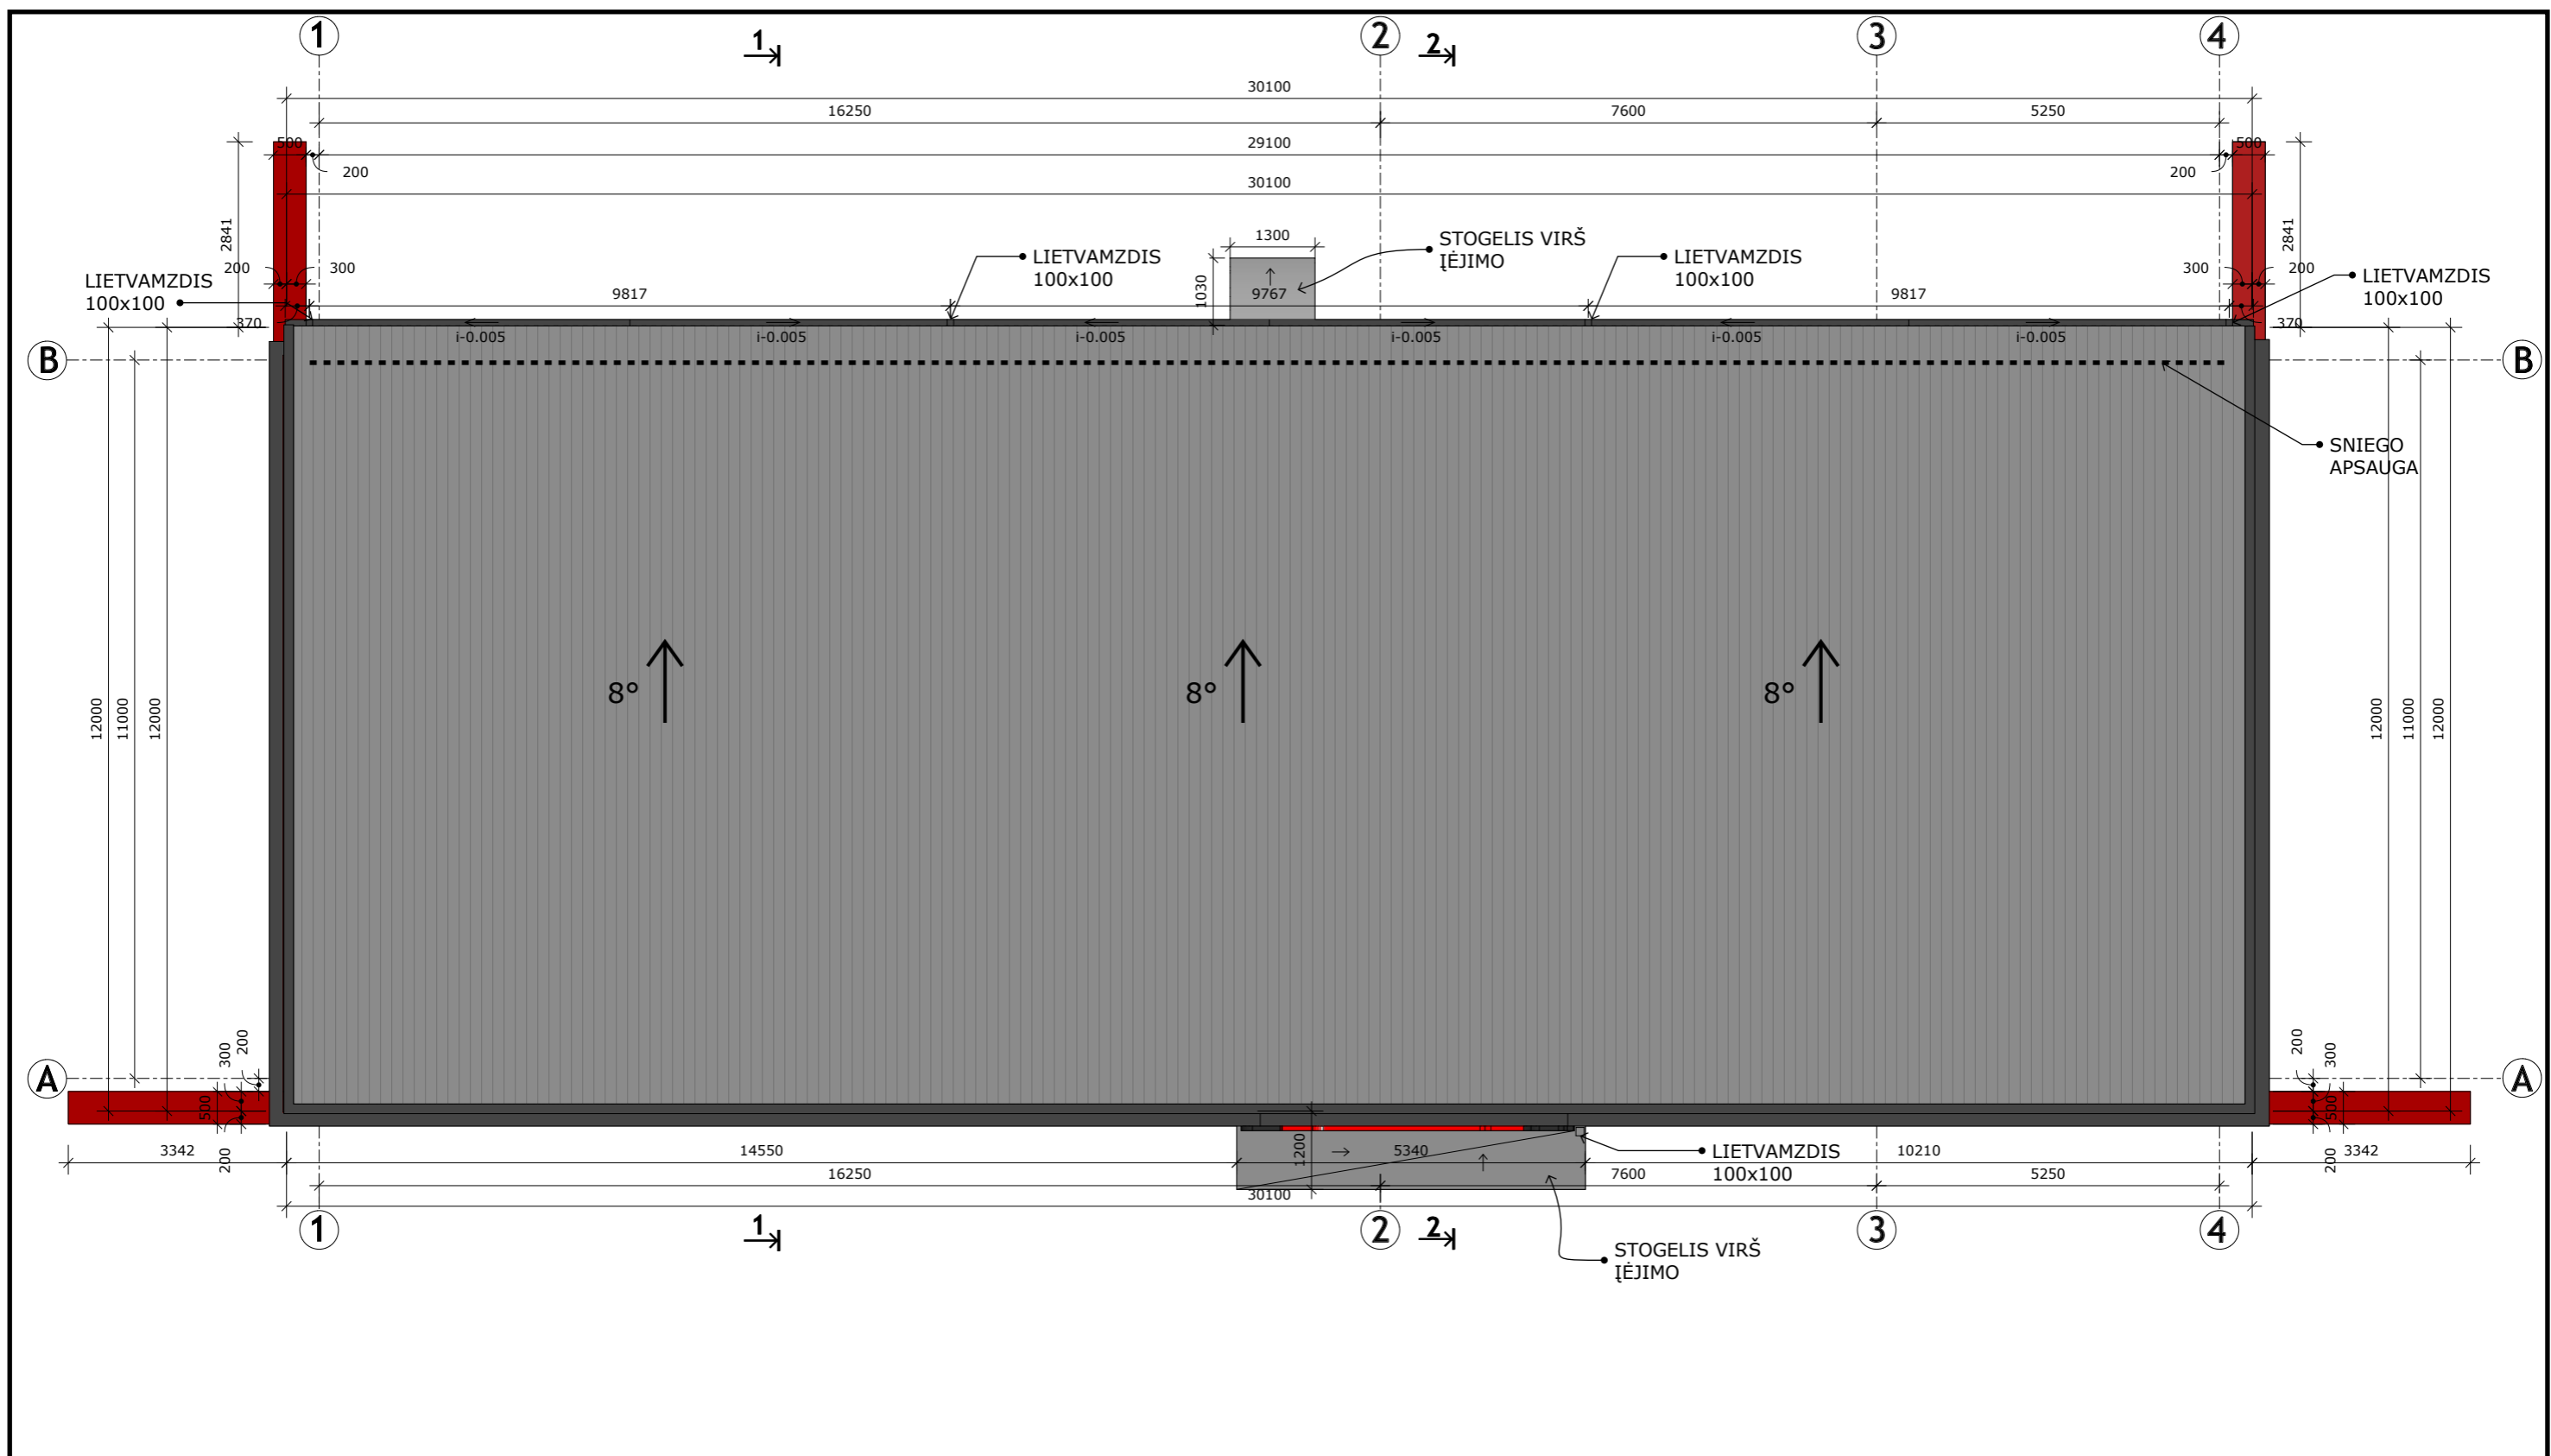 1
1
2
2
3
4
30100
16250
7600
5250
500
29100
500
200
200
30100
2841
2841
1300
STOGELIS VIRŠ
ĮĖJIMO
LIETVAMZDIS
100x100
LIETVAMZDIS
100x100
LIETVAMZDIS
100x100
LIETVAMZDIS
100x100
200
300
300
200
9817
1030
9767
9817
370
370
i-0.005
i-0.005
i-0.005
i-0.005
i-0.005
i-0.005
B
B
SNIEGO
APSAUGA
8°
8°
8°
12000
11000
12000
12000
11000
12000
A
A
300
200
500
200
200
300
500
200
3342
14550
1200
5340
10210
3342
LIETVAMZDIS
100x100
16250
7600
5250
30100
1
1
2
2
3
4
STOGELIS VIRŠ
ĮĖJIMO